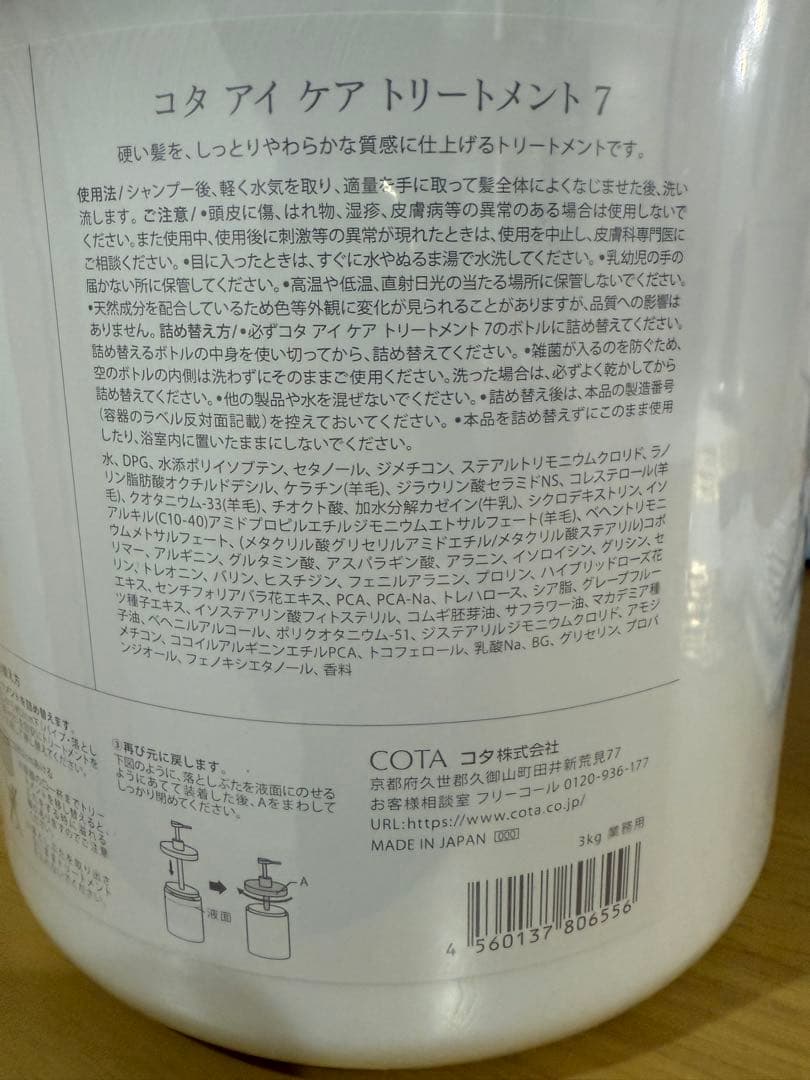 コタ アイ ケア トリートメント 7
硬い髪を、しっとりやわらかな質感に仕上げるトリートメントです。
使用法/シャンプー後、軽く水気を取り、適量を手に取って髪全体によくなじませた後、洗い
流します。ご注意/•頭皮に傷、はれ物、湿疹、皮膚病等の異常のある場合は使用しないで
ください。また使用中、使用後に刺激等の異常が現れたときは、使用を中止し、皮膚科専門医に
ご相談ください。•目に入ったときは、すぐに水やぬるま湯で水洗してください。•乳幼児の手の
届かない所に保管してください。•高温や低温、直射日光の当たる場所に保管しないでください。
•天然成分を配合しているため色等外観に変化が見られることがありますが、品質への影響は
ありません。詰め替え方/•必ずコタ アイ ケア トリートメント 7のボトルに詰め替えてください。
詰め替えるボトルの中身を使い切ってから、詰め替えてください。•雑菌が入るのを防ぐため、
空のボトルの内側は洗わずにそのままご使用ください。洗った場合は、必ずよく乾かしてから
詰め替えてください。•他の製品や水を混ぜないでください。•詰め替え後は、本品の製造番号
(容器のラベル反対面記載)を控えておいてください。•本品を詰め替えずにこのまま使用
したり、浴室内に置いたままにしないでください。
水、DPG、水添ポリイソブテン、セタノール、ジメチコン、ステアルトリモニウムクロリド、ラノ
リン脂肪酸オクチルドデシル、ケラチン(羊毛)、ジラウリン酸セラミドNS、コレステロール(羊
毛)、クオタニウム-33(羊毛)、チオクト酸、加水分解カゼイン(牛乳)、シクロデキストリン、イソ
アルキル(C10-40)アミドプロピルエチルジモニウムエトサルフェート(羊毛)、ベヘントリモニ
ウムメトサルフェート、(メタクリル酸グリセリルアミドエチル/メタクリル酸ステアリル)コポ
リマー、アルギニン、グルタミン酸、アスパラギン酸、アラニン、イソロイシン、グリシン、セ
リン、トレオニン、バリン、ヒスチジン、フェニルアラニン、プロリン、ハイブリッドローズ花
エキス、センチフォリアバラ花エキス、PCA、PCA-Na、トレハロース、シア脂、グレープフルー
ツ種子エキス、イソステアリン酸フィトステリル、コムギ胚芽油、サフラワー油、マカデミア種
子油、ベヘニルアルコール、ポリクオタニウム-51、ジステアリルジモニウムクロリド、アモジ
メチコン、ココイルアルギニンエチルPCA、トコフェロール、乳酸Na、BG、グリセリン、プロパ
ンジオール、フェノキシエタノール、香料
③再び元に戻します。
下図のように、落としぶたを液面にのせる
ようにあてて装着した後、Aをまわして
しっかり閉めてください。
A
液面
COTA コタ株式会社
京都府久世郡久御山町田井新荒見77
お客様相談室 フリーコール 0120-936-177
URL:https://www.cota.co.jp/
MADE IN JAPAN 000
3kg 業務用
4 560137 806556